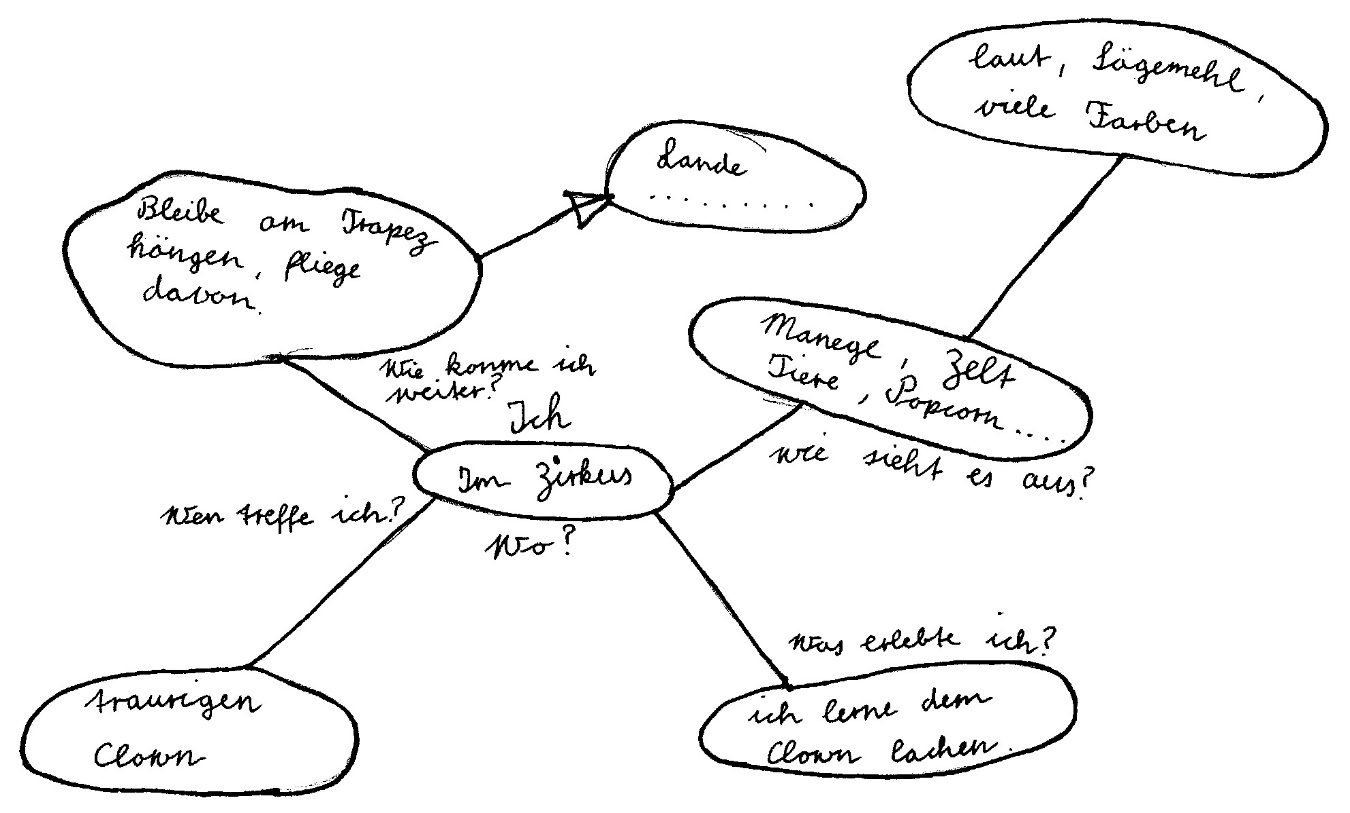 laut, Sägemehl,
viele Farben
Lande
..........
Bleibe am Trapez
hängen, fliege
davon.
Manege, Zelt
Tiere, Popcorn....
Wie komme ich
weiter?
Ich
Im Zirkus
Wo?
wie sieht es aus?
Wen treffe ich?
Was erlebte ich?
traurigen
Clown
ich lerne dem
Clown lachen.